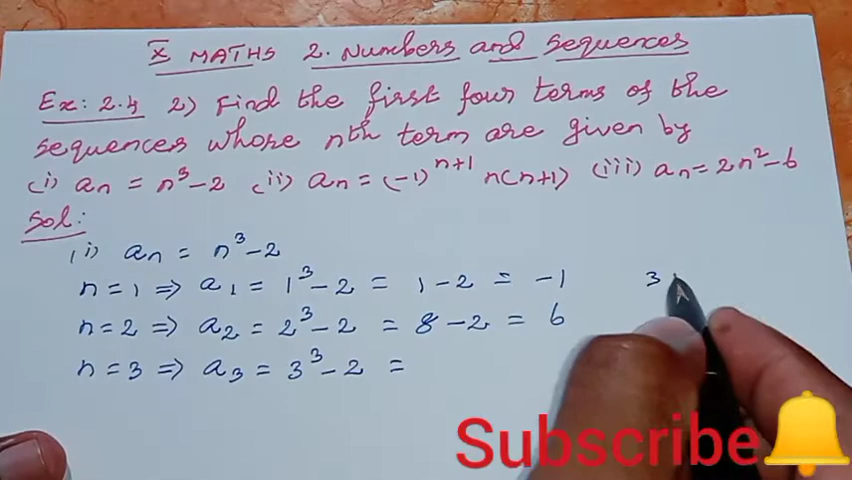 X MATHS 2. Numbers and Sequences
Ex: 2.4 2) Find the first four terms of the
sequences whose nth term are given by
(i) aₙ = n³-2 (ii) aₙ = (-1)ⁿ⁺¹ n(n+1) (iii) aₙ = 2n²-6
Sol:
(i) aₙ = n³-2
n=1 ⇒ a₁ = 1³-2 = 1-2 = -1
n=2 ⇒ a₂ = 2³-2 = 8-2 = 6
n=3 ⇒ a₃ = 3³-2 =
3
Subscribe